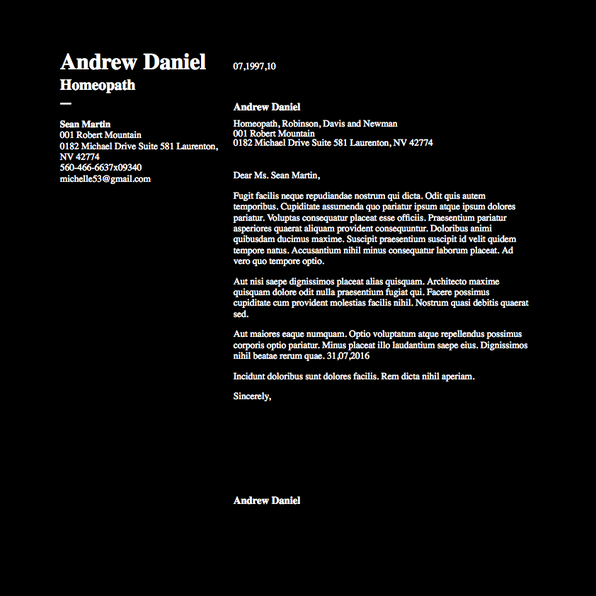 Andrew Daniel
Homeopath
Sean Martin
001 Robert Mountain
0182 Michael Drive Suite 581 Laurenton,
NV 42774
560-466-6637x09340
michelle53@gmail.com
07,1997,10
Andrew Daniel
Homeopath, Robinson, Davis and Newman
001 Robert Mountain
0182 Michael Drive Suite 581 Laurenton, NV 42774
Dear Ms. Sean Martin,
Fugit facilis neque repudiandae nostrum qui dicta. Odit quis autem
temporibus. Cupiditate assumenda quo pariatur ipsum atque ipsum dolores
pariatur. Voluptas consequatur placeat esse officiis. Praesentium pariatur
asperiores quaerat aliquam provident consequuntur. Doloribus animi
quibusdam ducimus maxime. Suscipit praesentium suscipit id velit quidem
tempore natus. Accusantium nihil minus consequatur laborum placeat. Ad
vero quo tempore optio.
Aut nisi saepe dignissimos placeat alias quisquam. Architecto maxime
quisquam dolore odit nulla praesentium fugiat qui. Facere possimus
cupiditate cum provident molestias facilis nihil. Nostrum quasi debitis quaerat
sed.
Aut maiores eaque numquam. Optio voluptatum atque repellendus possimus
corporis optio pariatur. Minus placeat illo laudantium saepe eius. Dignissimos
nihil beatae rerum quae. 31,07,2016
Incidunt doloribus sunt dolores facilis. Rem dicta nihil aperiam.
Sincerely,
Andrew Daniel